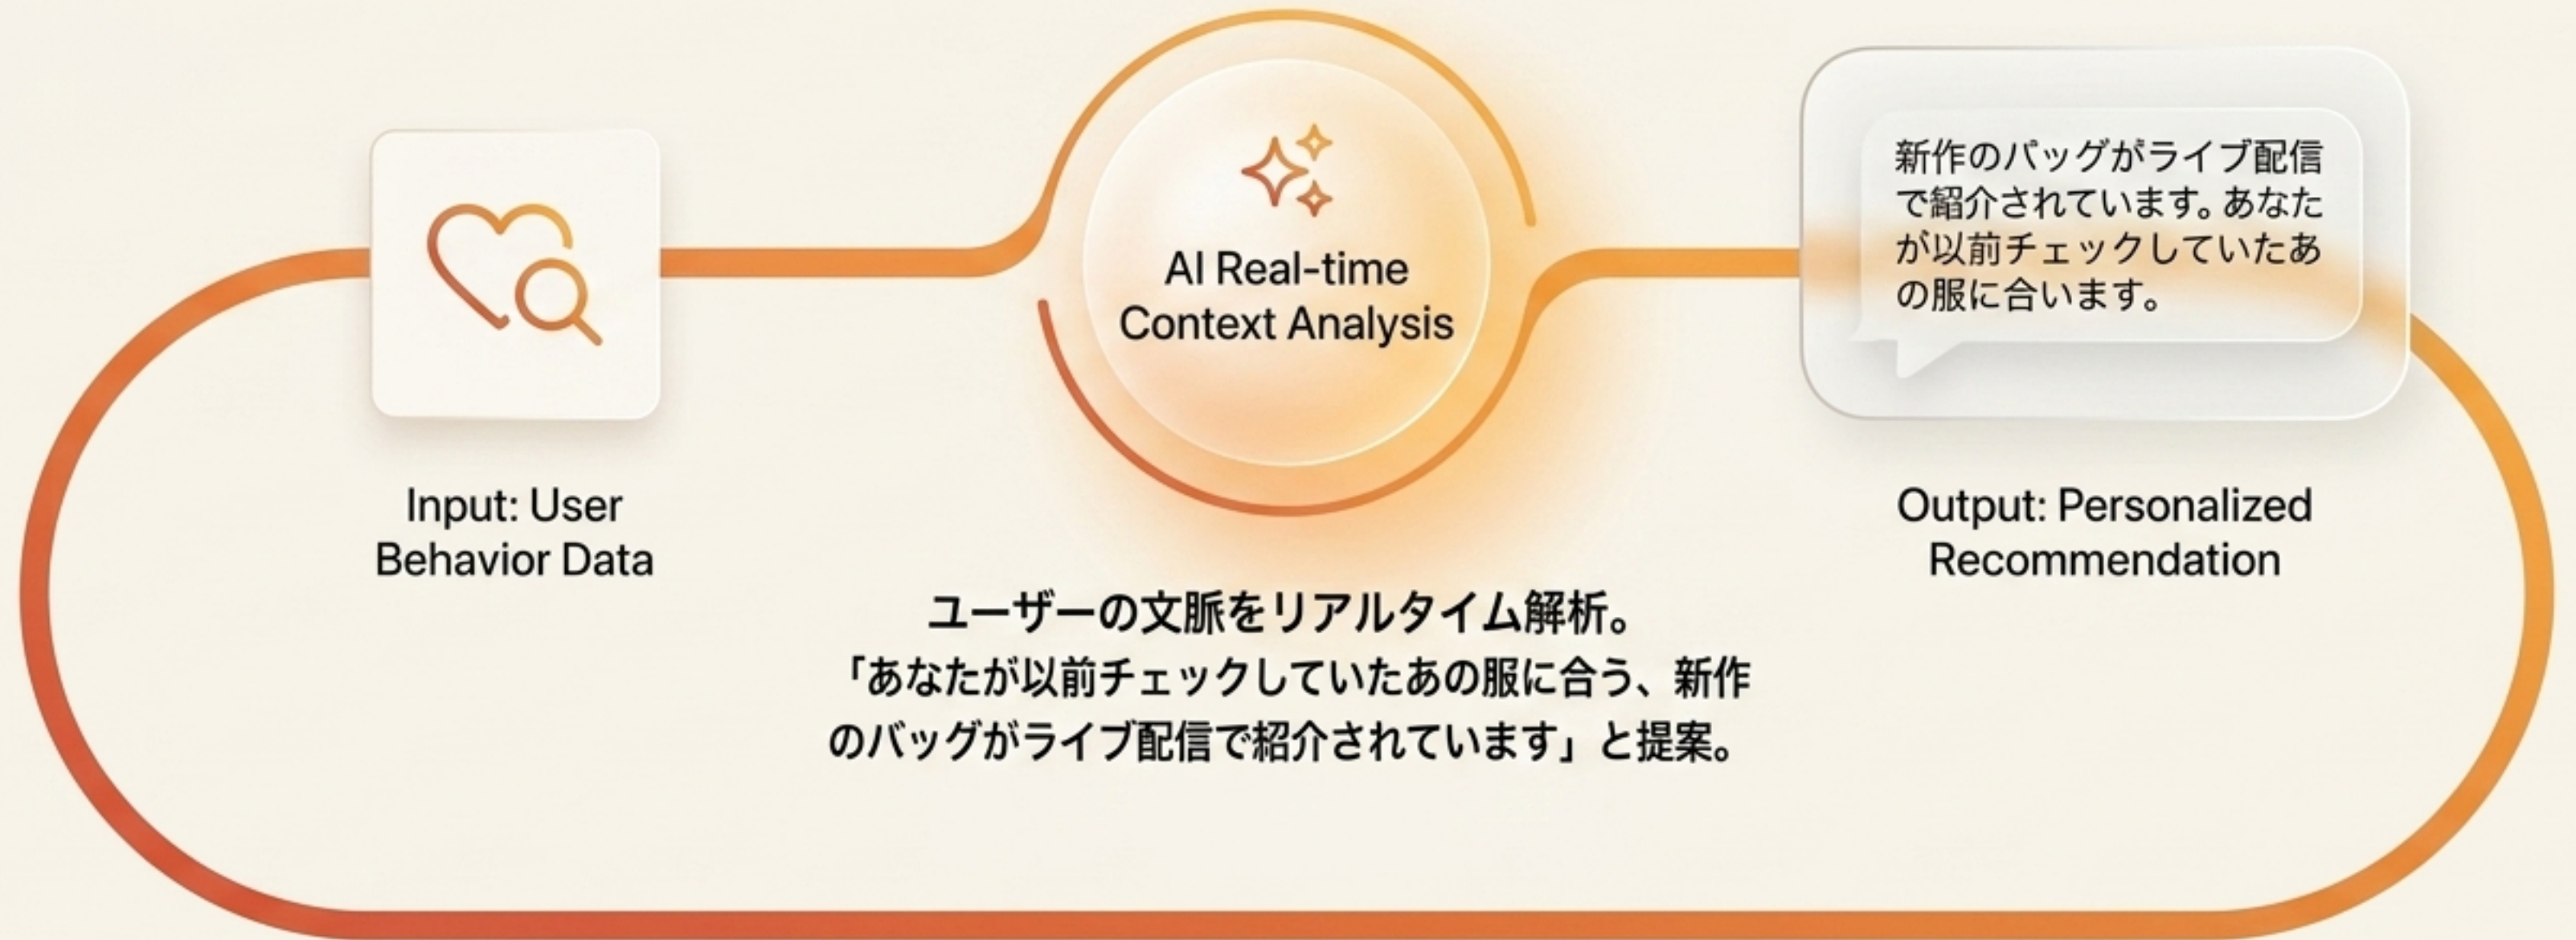 AI Real-time
Context Analysis
新作のバッグがライブ配信
で紹介されています。あなた
が以前チェックしていたあ
の服に合います。
Input: User
Behavior Data
Output: Personalized
Recommendation
ユーザーの文脈をリアルタイム解析。
「あなたが以前チェックしていたあの服に合う、新作
のバッグがライブ配信で紹介されています」と提案。